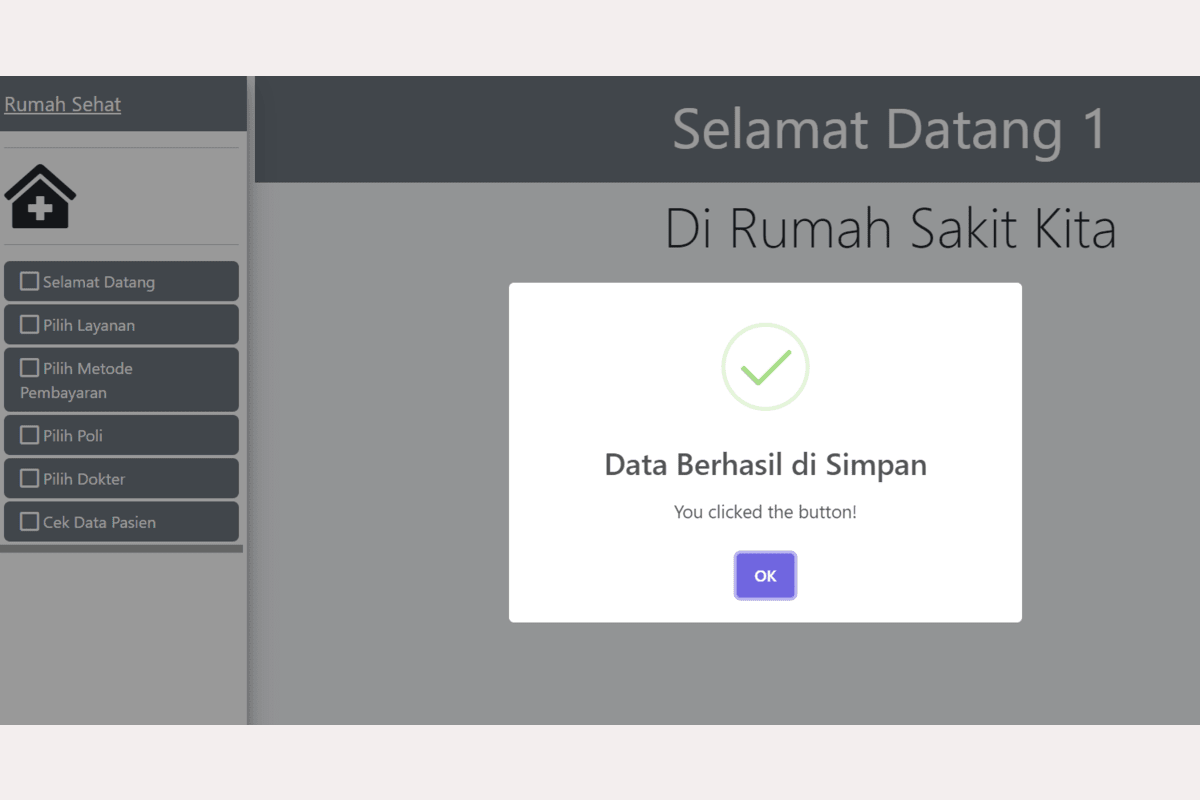 Rumah Sehat
Selamat Datang
Pilih Layanan
Pilih Metode
Pembayaran
Pilih Poli
Pilih Dokter
Cek Data Pasien
Selamat Datang 1
Di Rumah Sakit Kita
Data Berhasil di Simpan
You clicked the button!
OK